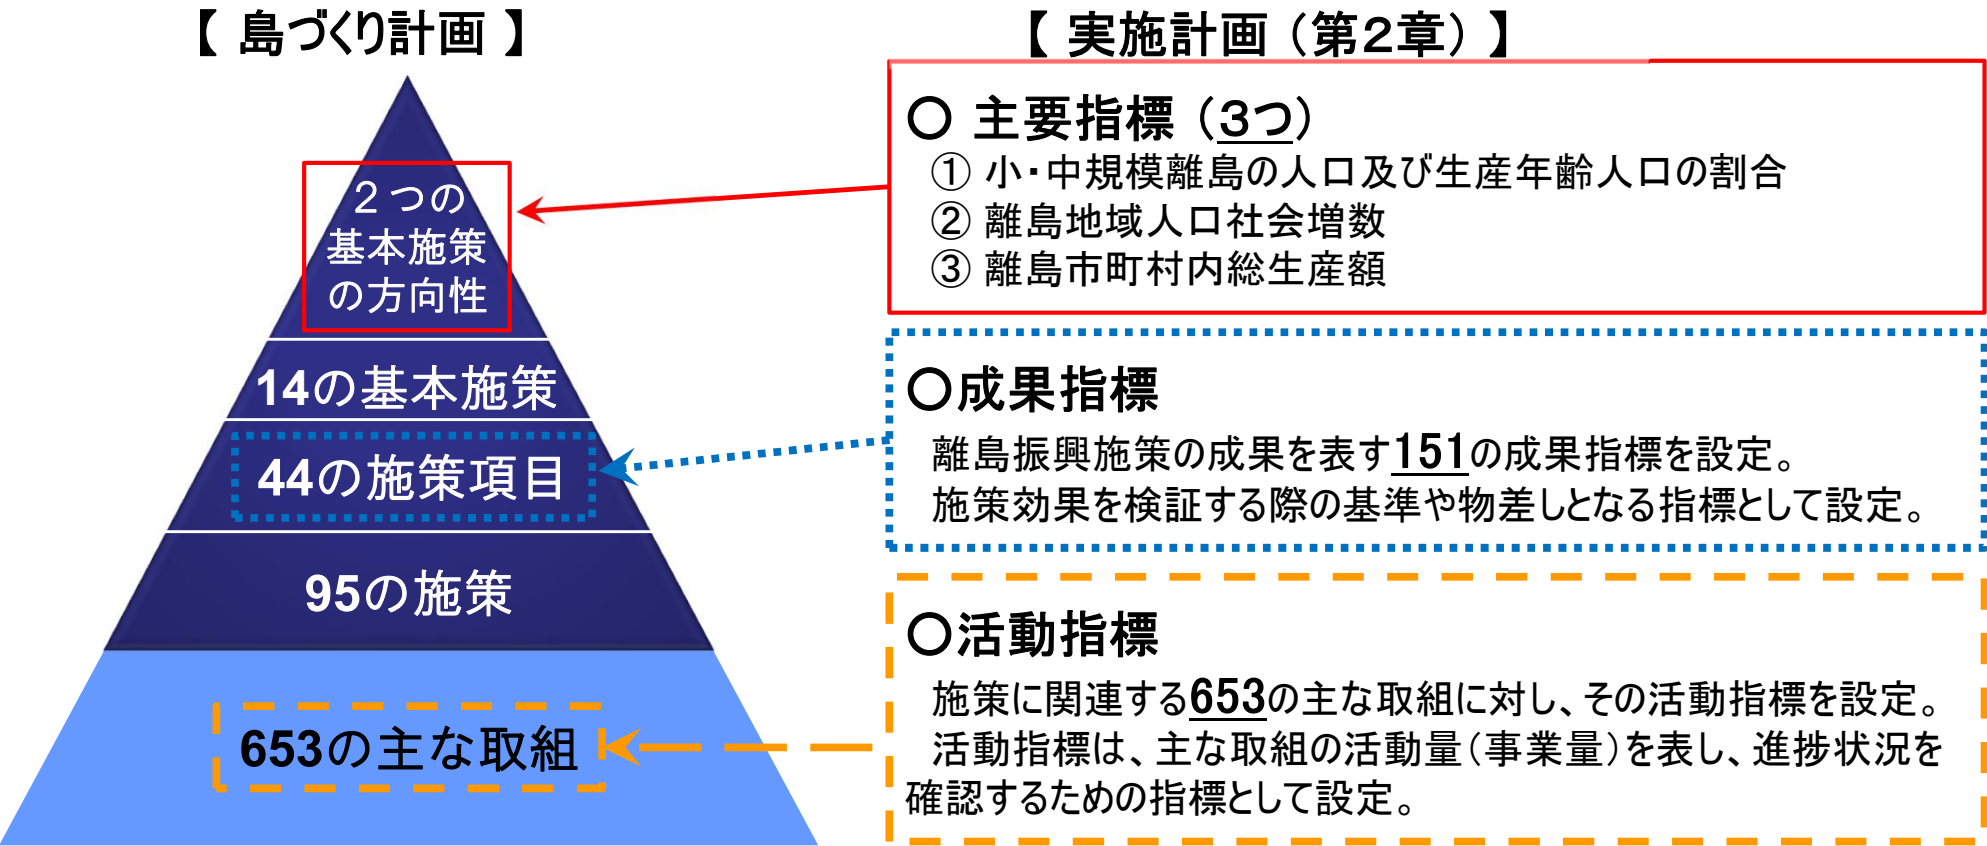 【 島づくり計画 】
２つの
基本施策
の方向性
14の基本施策
44の施策項目
95の施策
653の主な取組
【 実施計画（第２章） 】
〇 主要指標（３つ）
① 小・中規模離島の人口及び生産年齢人口の割合
② 離島地域人口社会増数
③ 離島市町村内総生産額
〇成果指標
離島振興施策の成果を表す151の成果指標を設定。
施策効果を検証する際の基準や物差しとなる指標として設定。
〇活動指標
施策に関連する653の主な取組に対し、その活動指標を設定。
活動指標は、主な取組の活動量（事業量）を表し、進捗状況を
確認するための指標として設定。